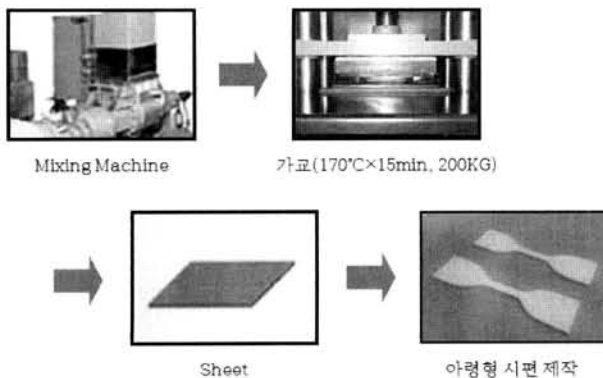 Mixing Machine
가교(170℃×15min, 200KG)
Sheet
아령형 시편 제작